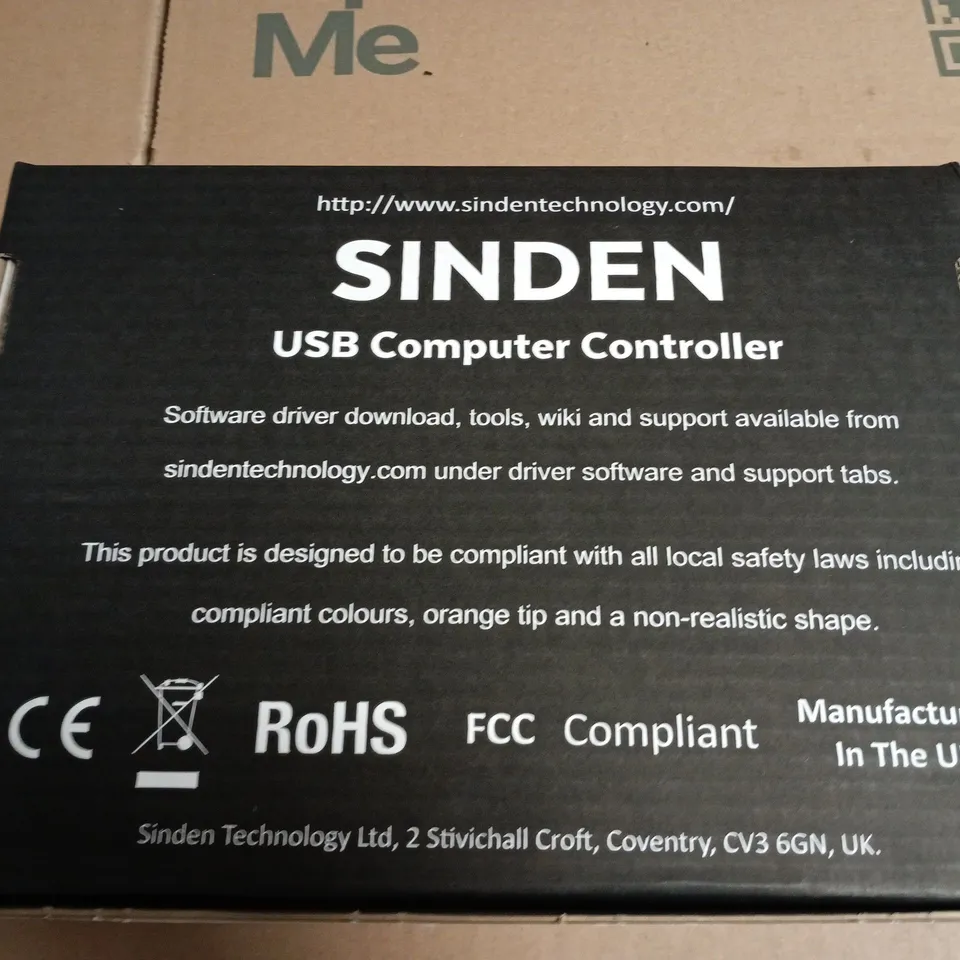 Me
http://www.sindentechnology.com/
SINDEN
USB Computer Controller
Software driver download, tools, wiki and support available from
sindentechnology.com under driver software and support tabs.
This product is designed to be compliant with all local safety laws
compliant colours, orange tip and a non-realistic shape.
CE RoHS FCC Compliant
In The
Sinden Technology Ltd, 2 Stivichall Croft, Coventry, CV3 6GN, UK.